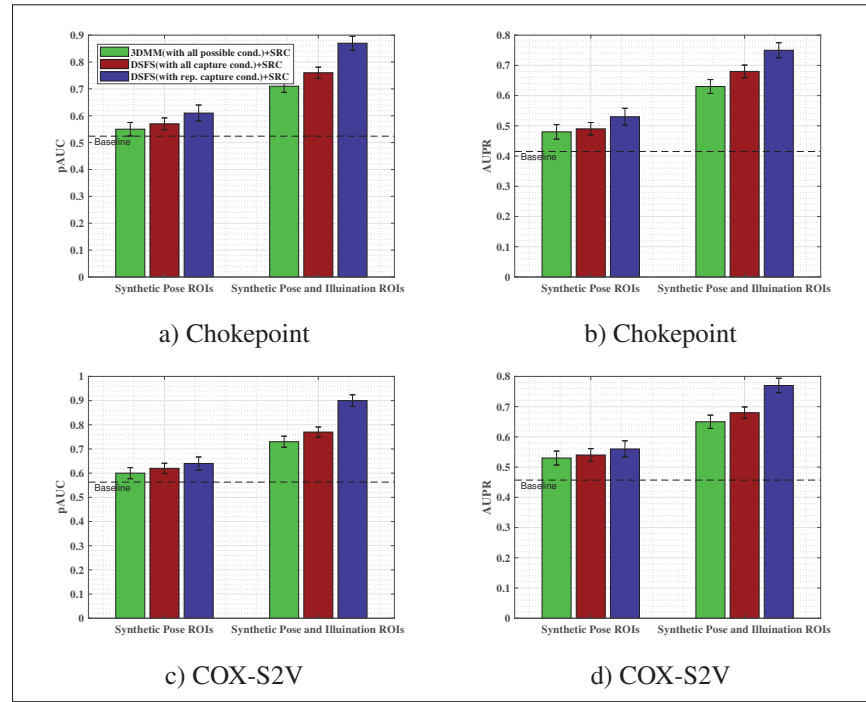 0.9
0.8
0.7
0.6
0.5
0.4
0.3
0.2
0.1
0
pAUC
3DMM(with all possible cond.)+SRC
DSFS(with all capture cond.)+SRC
DSFS(with rep. capture cond.)+SRC
Baseline
Synthetic Pose ROIs Synthetic Pose and Illuination ROIs
a) Chokepoint
0.8
0.7
0.6
0.5
0.4
0.3
0.2
0.1
0
AUPR
Baseline
Synthetic Pose ROIs Synthetic Pose and Illuination ROIs
b) Chokepoint
1
0.9
0.8
0.7
0.6
0.5
0.4
0.3
0.2
0.1
0
pAUC
Baseline
Synthetic Pose ROIs Synthetic Pose and Illuination ROIs
c) COX-S2V
0.8
0.7
0.6
0.5
0.4
0.3
0.2
0.1
0
AUPR
Baseline
Synthetic Pose ROIs Synthetic Pose and Illuination ROIs
d) COX-S2V